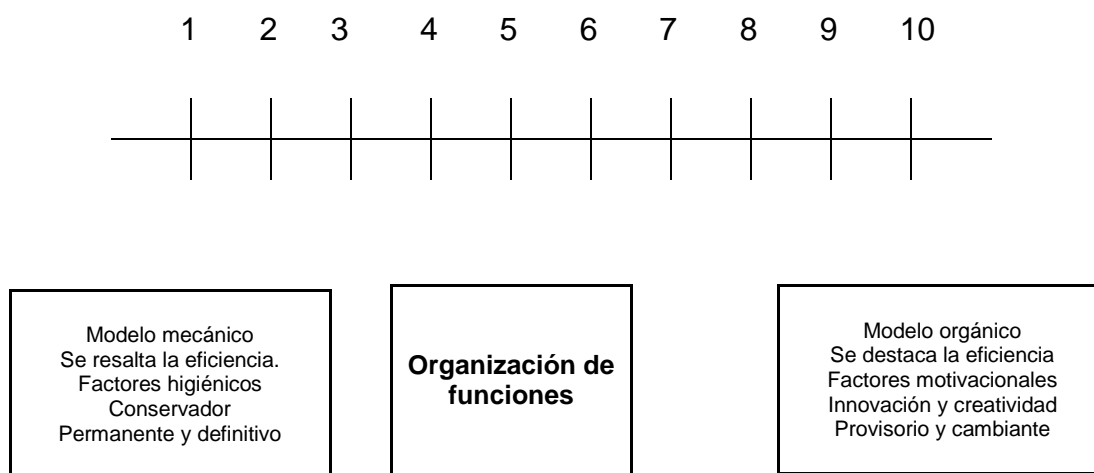 1 2 3 4 5 6 7 8 9 10
Modelo mecánico
Se resalta la eficiencia.
Factores higiénicos
Conservador
Permanente y definitivo
Organización de
funciones
Modelo orgánico
Se destaca la eficiencia
Factores motivacionales
Innovación y creatividad
Provisorio y cambiante